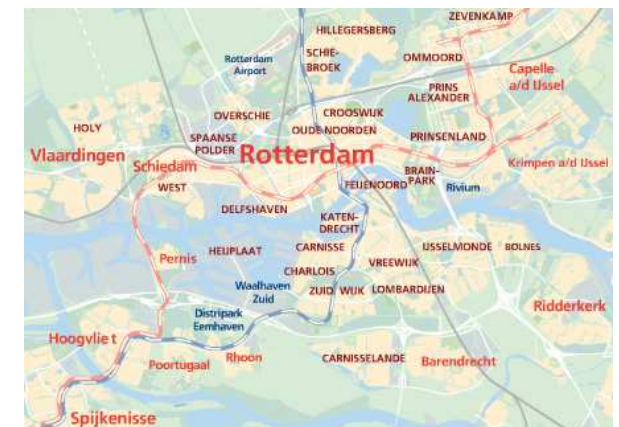 ZEVENKAMP
HILLEGERSBERG
SCHIE-
BROEK
OMMOORD
Rotterdam
Airport
Capelle
a/d IJssel
PRINS
ALEXANDER
OVERSCHIE
CROOSWIJK
HOLY
OUDE NOORDEN
SPAANSE
POLDER
PRINSENLAND
Vlaardingen
Schiedam
Rotterdam
Krimpen a/d IJssel
BRAIN-
PARK
WEST
FEIJENOORD
Rivium
DELFSHAVEN
KATEN-
DRECHT
HEIJPLAAT
CARNISSE
IJSSELMONDE
BOLNES
Pernis
VREEWIJK
CHARLOIS
Waalhaven
Zuid
ZUID WIJK
LOMBARDIJEN
Ridderkerk
Distripark
Eemhaven
Hoogvliet
Rhoon
CARNISSELANDE
Barendrecht
Poortugaal
Spijkenisse